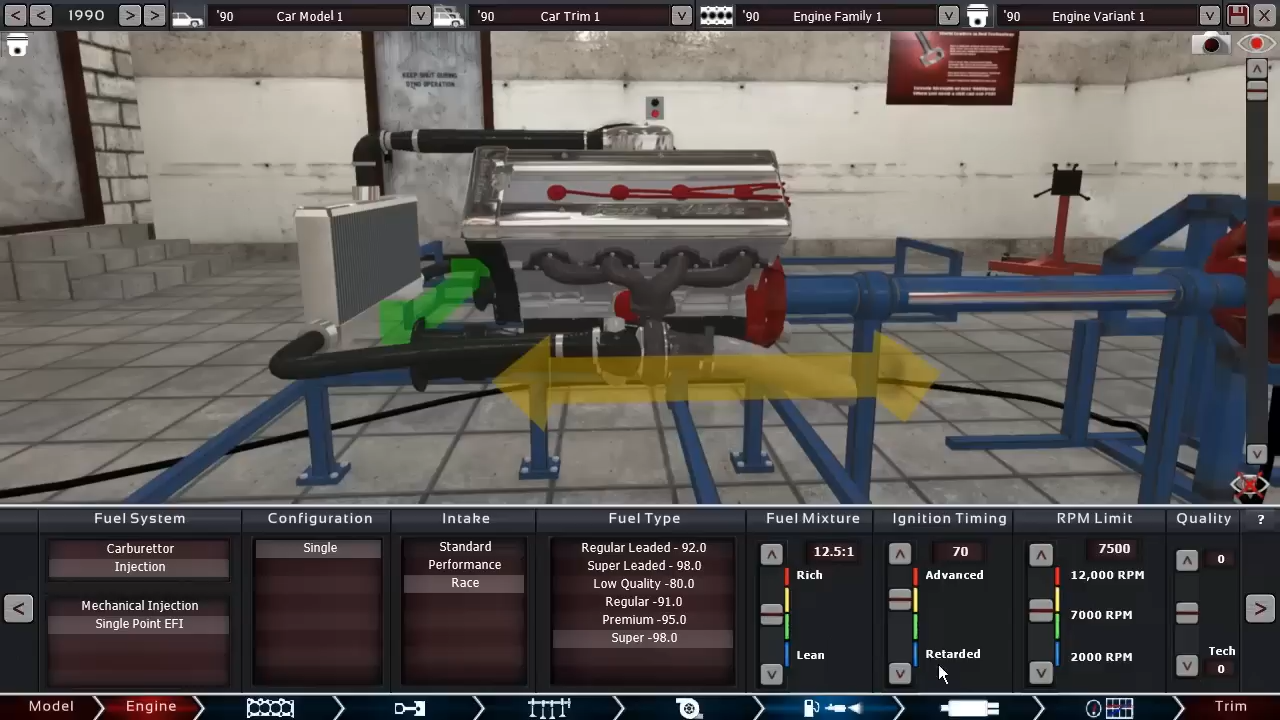 < < 1990 > > '90 Car Model 1 v '90 Car Trim 1 v '90 Engine Family 1 v '90 Engine Variant 1 v X
KEEP SHUT DURING
DYNO OPERATION
Fuel System Configuration Intake Fuel Type Fuel Mixture Ignition Timing RPM Limit Quality ?
Carburettor
Injection
Mechanical Injection
Single Point EFI
Single
Standard
Performance
Race
Regular Leaded - 92.0
Super Leaded - 98.0
Low Quality -80.0
Regular -91.0
Premium -95.0
Super -98.0
12.5:1
Rich
Lean
70
Advanced
Retarded
7500
12,000 RPM
7000 RPM
2000 RPM
0
Tech
0
< >
Model Engine Trim